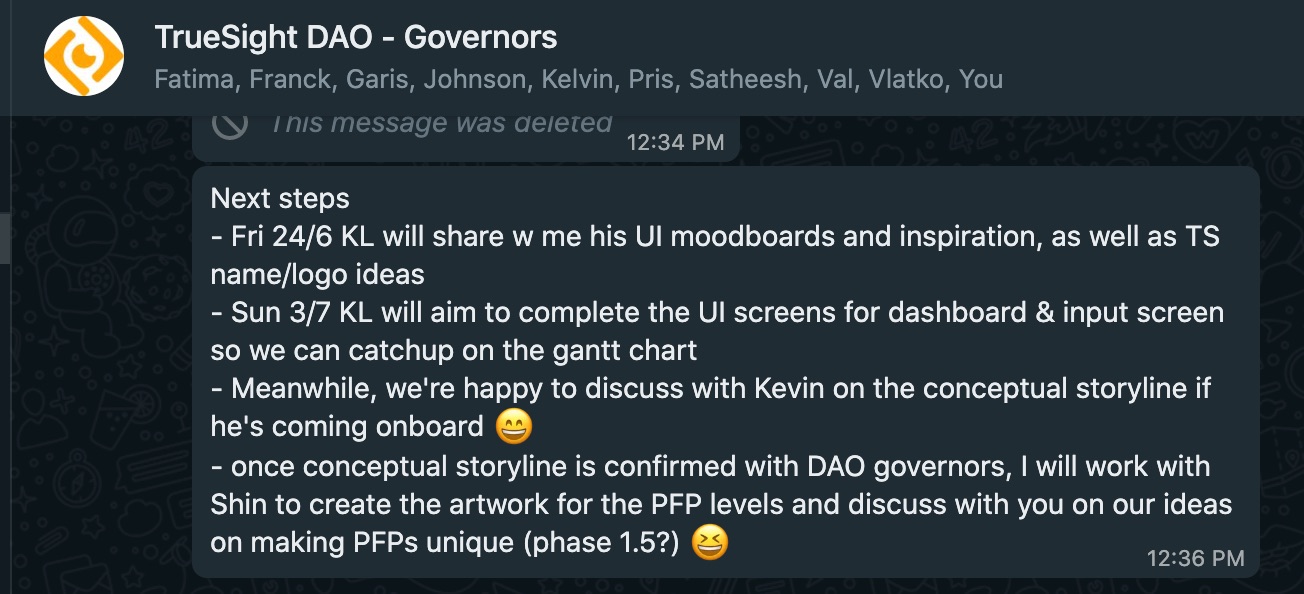 TrueSight DAO - Governors
Fatima, Franck, Garis, Johnson, Kelvin, Pris, Satheesh, Val, Vlatko, You
This message was deleted
12:34 PM
Next steps
- Fri 24/6 KL will share w me his UI moodboards and inspiration, as well as TS
name/logo ideas
- Sun 3/7 KL will aim to complete the UI screens for dashboard & input screen
so we can catchup on the gantt chart
- Meanwhile, we're happy to discuss with Kevin on the conceptual storyline if
he's coming onboard 😄
- once conceptual storyline is confirmed with DAO governors, I will work with
Shin to create the artwork for the PFP levels and discuss with you on our ideas
on making PFPs unique (phase 1.5?) 😆
12:36 PM